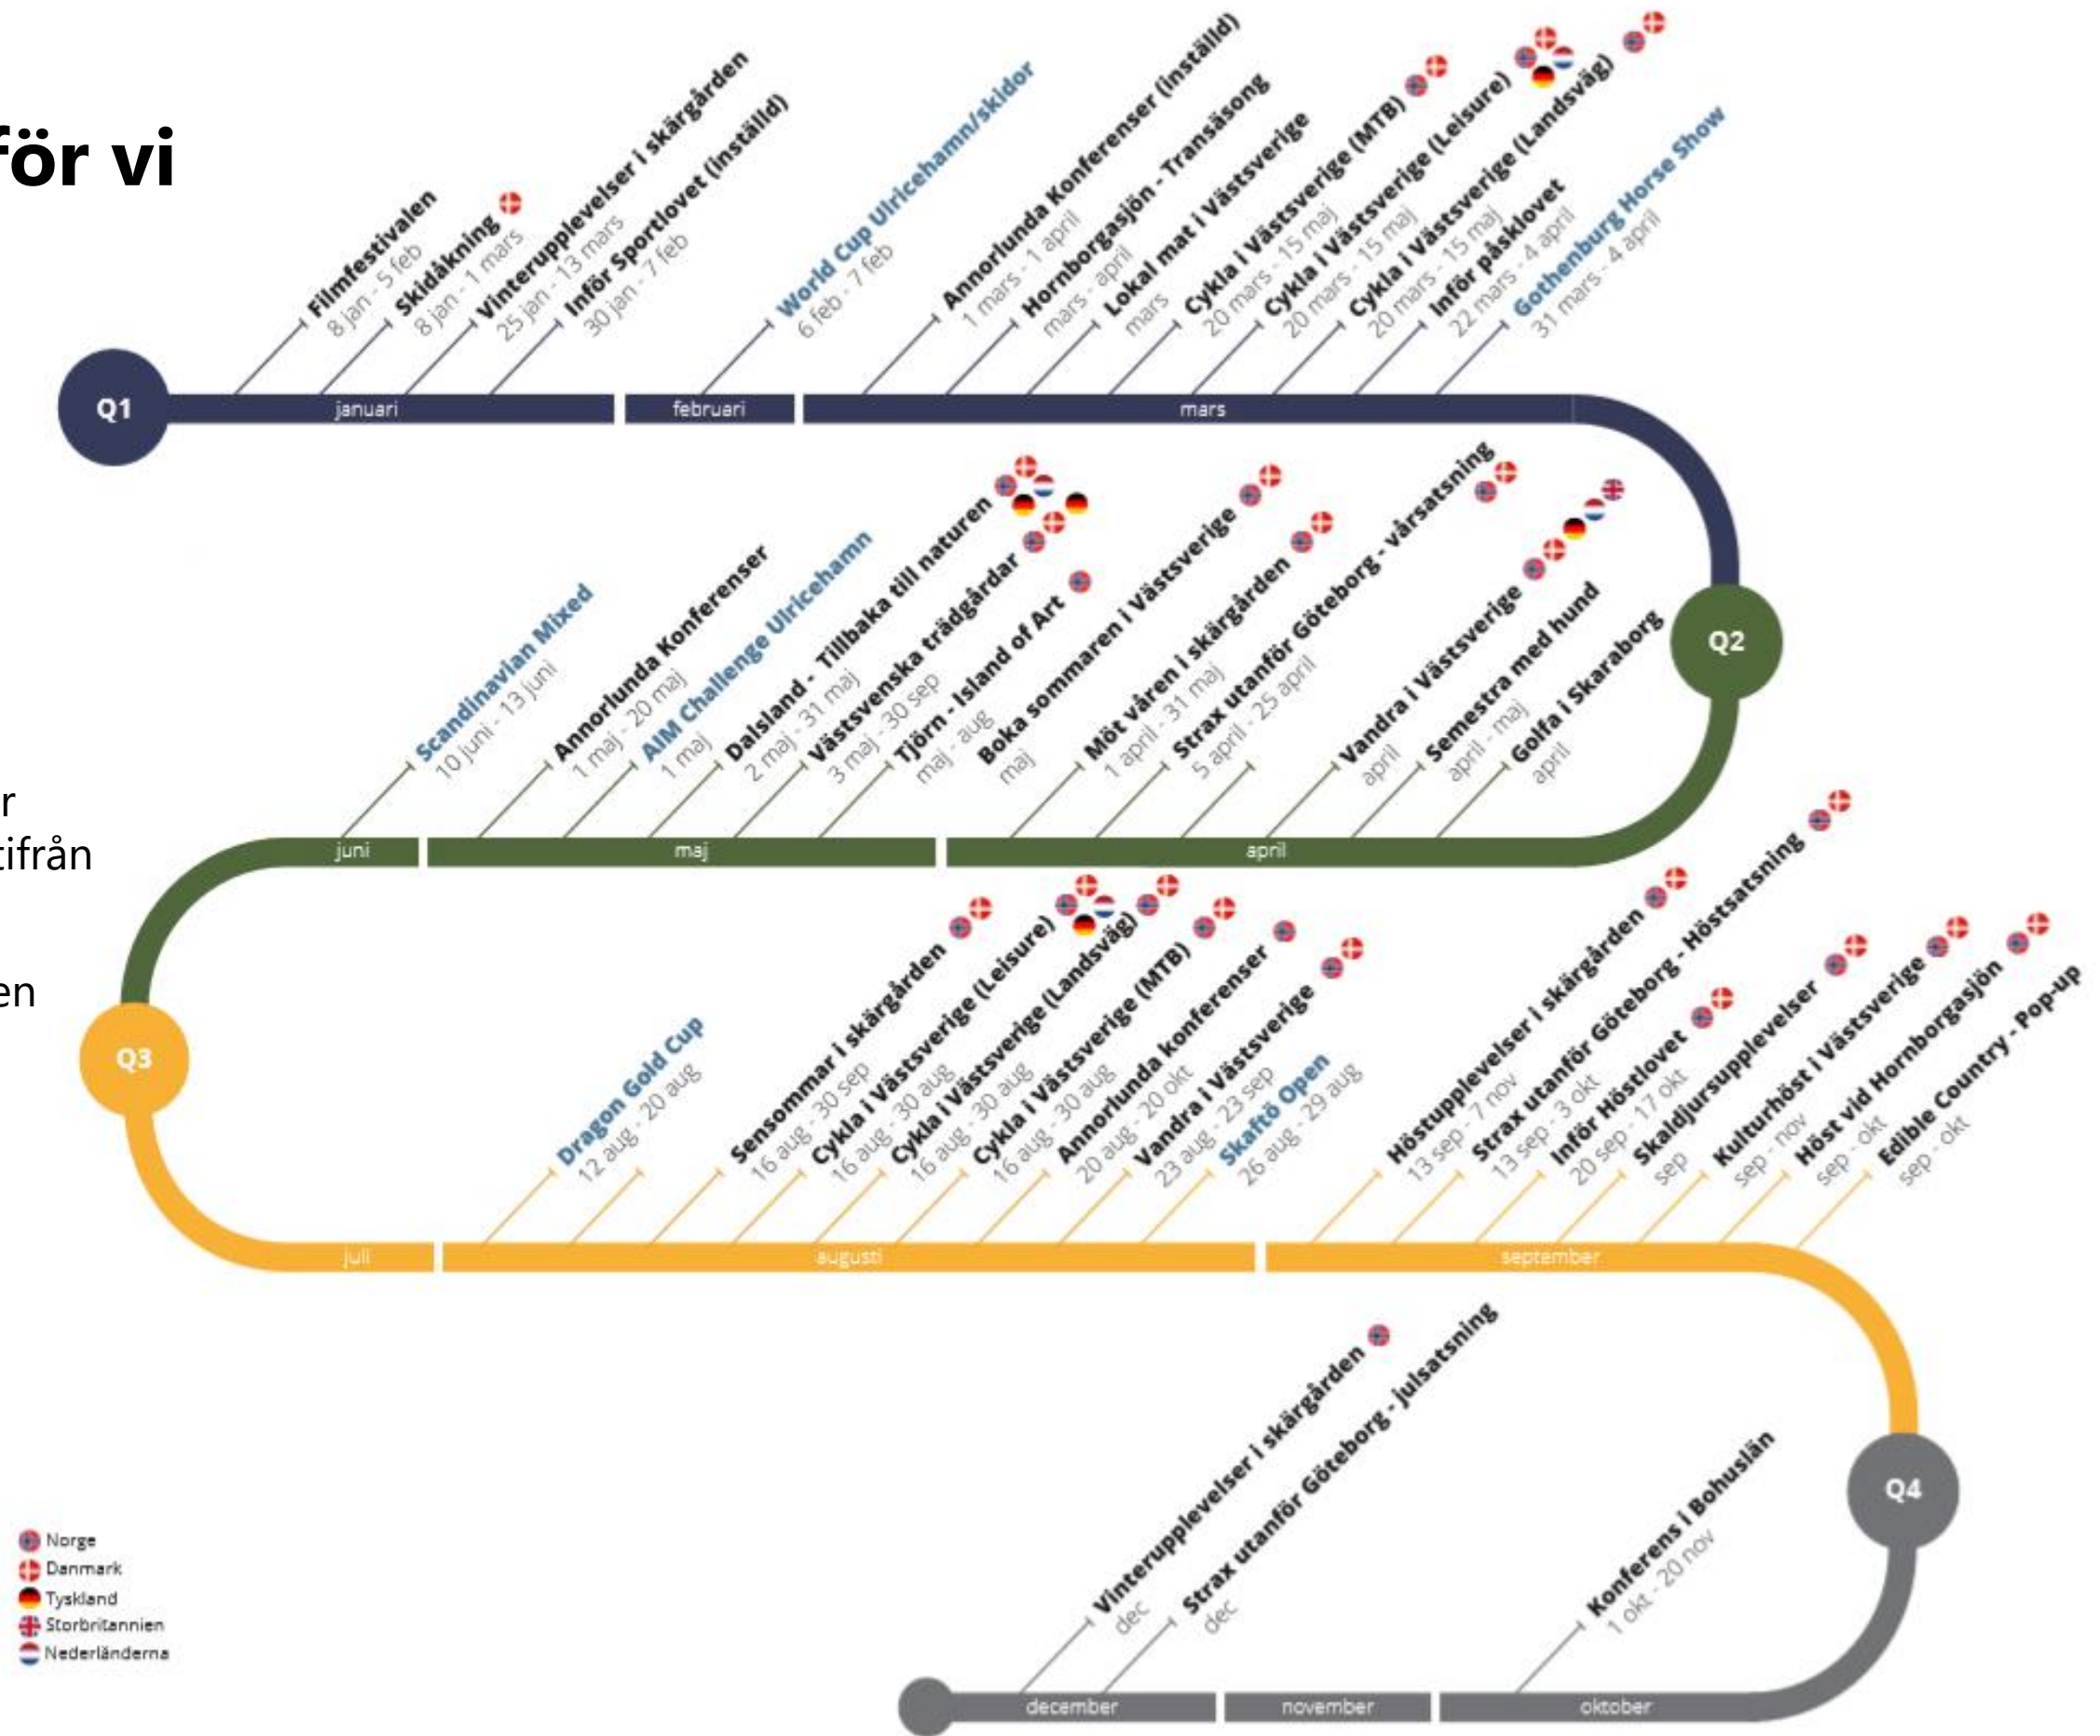 för vi
r
tifrån
en
Q1
Filmfestivalen
8 jan - 5 feb
Skidåkning
8 jan - 1 mars
Vinterupplevelser i skärgården
25 jan - 13 mars
Inför Sportlovet (inställd)
30 jan - 7 feb
World Cup Ulricehamn/skidor
6 feb - 7 feb
Annorlunda Konferenser (inställd)
1 mars - 1 april
Hornborgasjön - Transäsong
mars - april
Lokal mat i Västsverige
mars
Cykla i Västsverige (MTB)
20 mars - 15 maj
Cykla i Västsverige (Leisure)
20 mars - 15 maj
Cykla i Västsverige (Landsväg)
20 mars - 15 maj
Inför påsklovet
22 mars - 4 april
Gothenburg Horse Show
31 mars - 4 april
januari
februari
mars
Q2
Scandinavian Mixed
10 juni - 13 juni
Annorlunda Konferenser
1 maj - 20 maj
AIM Challenge Ulricehamn
1 maj
Dalsland - Tillbaka till naturen
2 maj - 31 maj
Västsvenska trädgårdar
3 maj - 30 sep
Tjörn - Island of Art
maj - aug
Boka sommaren i Västsverige
maj
Möt våren i skärgården
1 april - 31 maj
Strax utanför Göteborg - vårsatsning
5 april - 25 april
Vandra i Västsverige
april
Semestra med hund
april - maj
Golfa i Skaraborg
april
juni
maj
april
Q3
Dragon Gold Cup
12 aug - 20 aug
Sensommar i skärgården
16 aug - 30 sep
Cykla i Västsverige (Leisure)
16 aug - 30 aug
Cykla i Västsverige (Landsväg)
16 aug - 30 aug
Cykla i Västsverige (MTB)
16 aug - 30 aug
Annorlunda konferenser
20 aug - 20 okt
Vandra i Västsverige
23 aug - 23 sep
Skaftö Open
26 aug - 29 aug
Höstupplevelser i skärgården
13 sep - 7 nov
Strax utanför Göteborg - Höstsatsning
13 sep - 3 okt
Inför Höstlovet
20 sep - 17 okt
Skaldjursupplevelser
sep
Kulturhöst i Västsverige
sep - nov
Höst vid Hornborgasjön
sep - okt
Edible Country - Pop-up
sep - okt
juli
augusti
september
Q4
Vinterupplevelser i skärgården
dec
Strax utanför Göteborg - julsatsning
dec
Konferens i Bohuslän
1 okt - 20 nov
december
november
oktober
Norge
Danmark
Tyskland
Storbritannien
Nederländerna